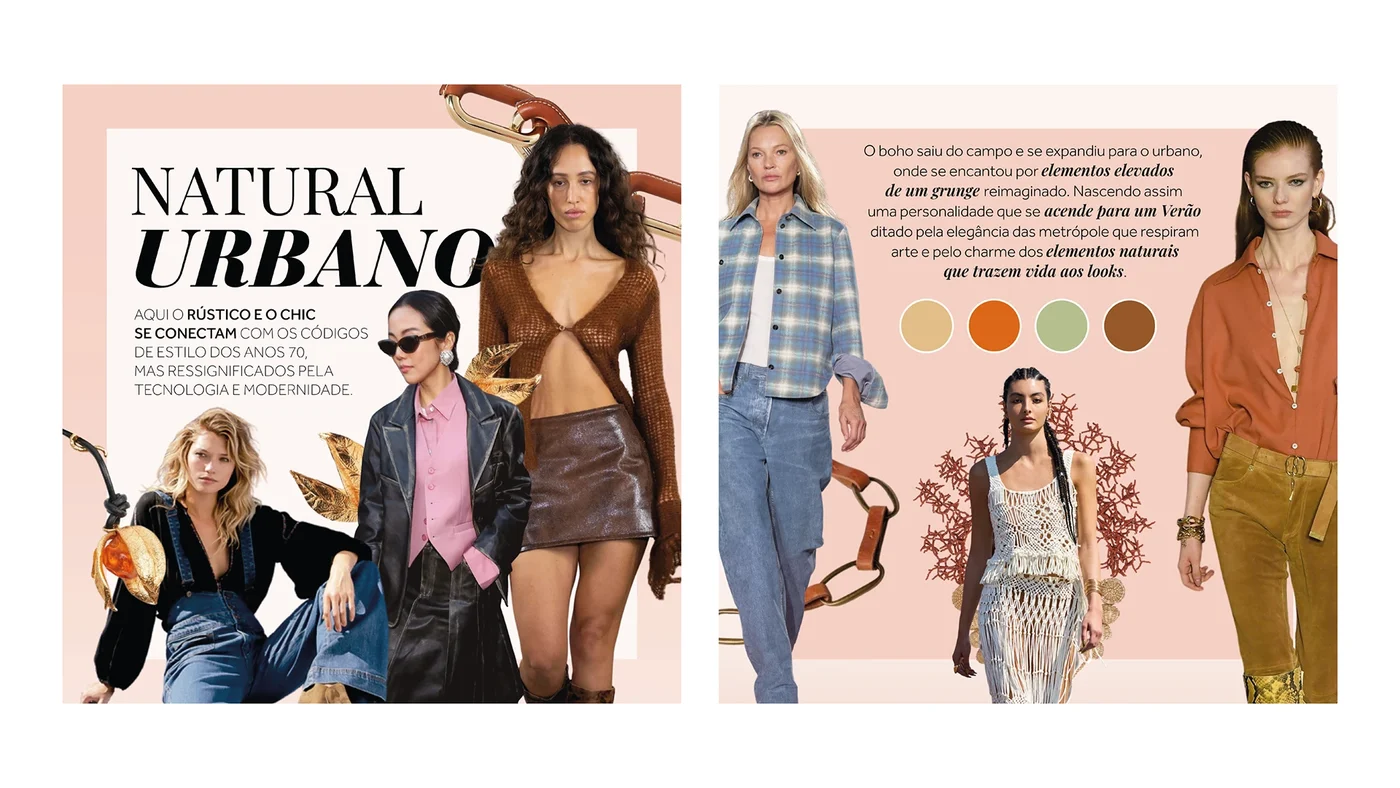 NATURAL
URBANO
AQUI O RÚSTICO E O CHIC
SE CONECTAM COM OS CÓDIGOS
DE ESTILO DOS ANOS 70,
MAS RESSIGNIFICADOS PELA
TECNOLOGIA E MODERNIDADE.
O boho saiu do campo e se expandiu para o urbano,
onde se encantou por elementos elevados
de um grunge reimaginado. Nascendo assim
uma personalidade que se acende para um Verão
ditado pela elegância das metrópole que respiram
arte e pelo charme dos elementos naturais
que trazem vida aos looks.